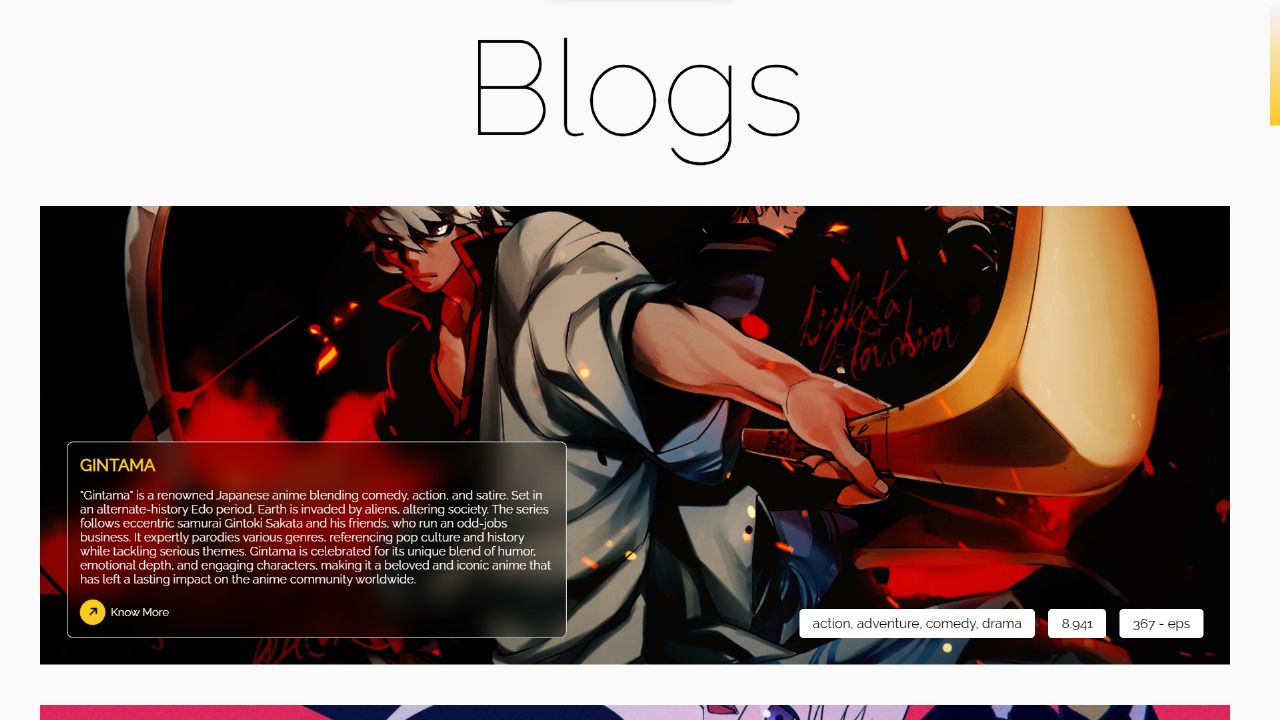 Blogs
hijikata
toushirou
GINTAMA
"Gintama" is a renowned Japanese anime blending comedy, action, and satire. Set in
an alternate-history Edo period, Earth is invaded by aliens, altering society. The series
follows eccentric samurai Gintoki Sakata and his friends, who run an odd-jobs
business. It expertly parodies various genres, referencing pop culture and history
while tackling serious themes. Gintama is celebrated for its unique blend of humor,
emotional depth, and engaging characters, making it a beloved and iconic anime that
has left a lasting impact on the anime community worldwide.
Know More
action, adventure, comedy, drama
8.941
367 - eps